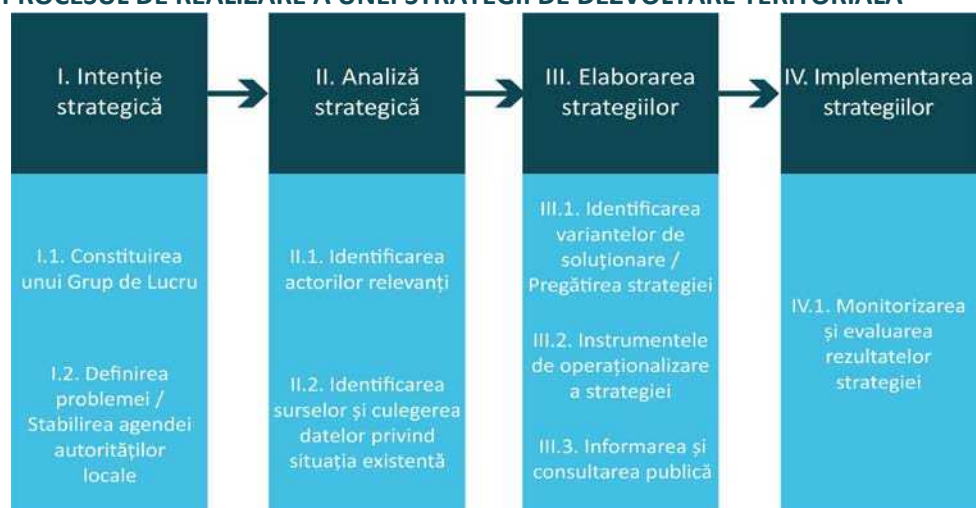 PROCESUL DE REALIZARE A UNEI STRATEGII DE DEZVOLTARE TERITORIALĂ
I. Intenție
strategică
I.1. Constituirea
unui Grup de Lucru
I.2. Definirea
problemei /
Stabilirea agendei
autorităților
locale
II. Analiză
strategică
II.1. Identificarea
actorilor relevanți
II.2. Identificarea
surselor și culegerea
datelor privind
situația existentă
III. Elaborarea
strategiilor
III.1. Identificarea
variantelor de
soluționare /
Pregătirea strategiei
III.2. Instrumentele
de operaționalizare
a strategiei
III.3. Informarea și
consultarea publică
IV. Implementarea
strategiilor
IV.1. Monitorizarea
și evaluarea
rezultatelor
strategiei